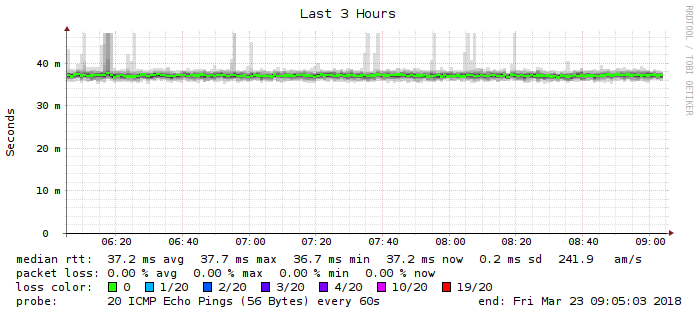 Last 3 Hours
RRDTOOL / TOBI OETIKER
Seconds
40 m
30 m
20 m
10 m
0
06:20 06:40 07:00 07:20 07:40 08:00 08:20 08:40 09:00
median rtt: 37.2 ms avg 37.7 ms max 36.7 ms min 37.2 ms now 0.2 ms sd 241.9 am/s
packet loss: 0.00 % avg 0.00 % max 0.00 % min 0.00 % now
loss color: 0 1/20 2/20 3/20 4/20 10/20 19/20
probe: 20 ICMP Echo Pings (56 Bytes) every 60s end: Fri Mar 23 09:05:03 2018